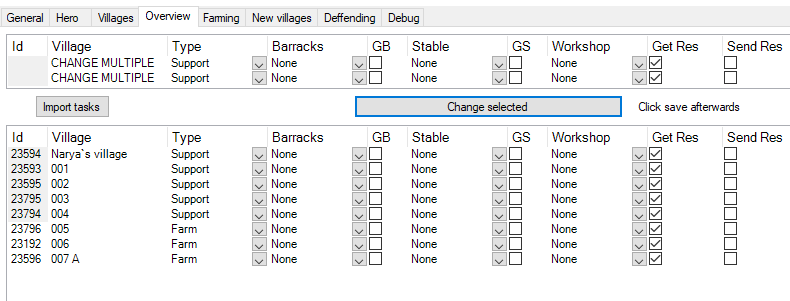 General Hero Villages Overview Farming New villages Deffending Debug
Id Village Type Barracks GB Stable GS Workshop Get Res Send Res
CHANGE MULTIPLE Support None None None
CHANGE MULTIPLE Support None None None
Import tasks Change selected Click save afterwards
Id Village Type Barracks GB Stable GS Workshop Get Res Send Res
23594 Narya`s village Support None None None
23593 001 Support None None None
23595 002 Support None None None
23795 003 Support None None None
23794 004 Support None None None
23796 005 Farm None None None
23192 006 Farm None None None
23596 007 A Farm None None None